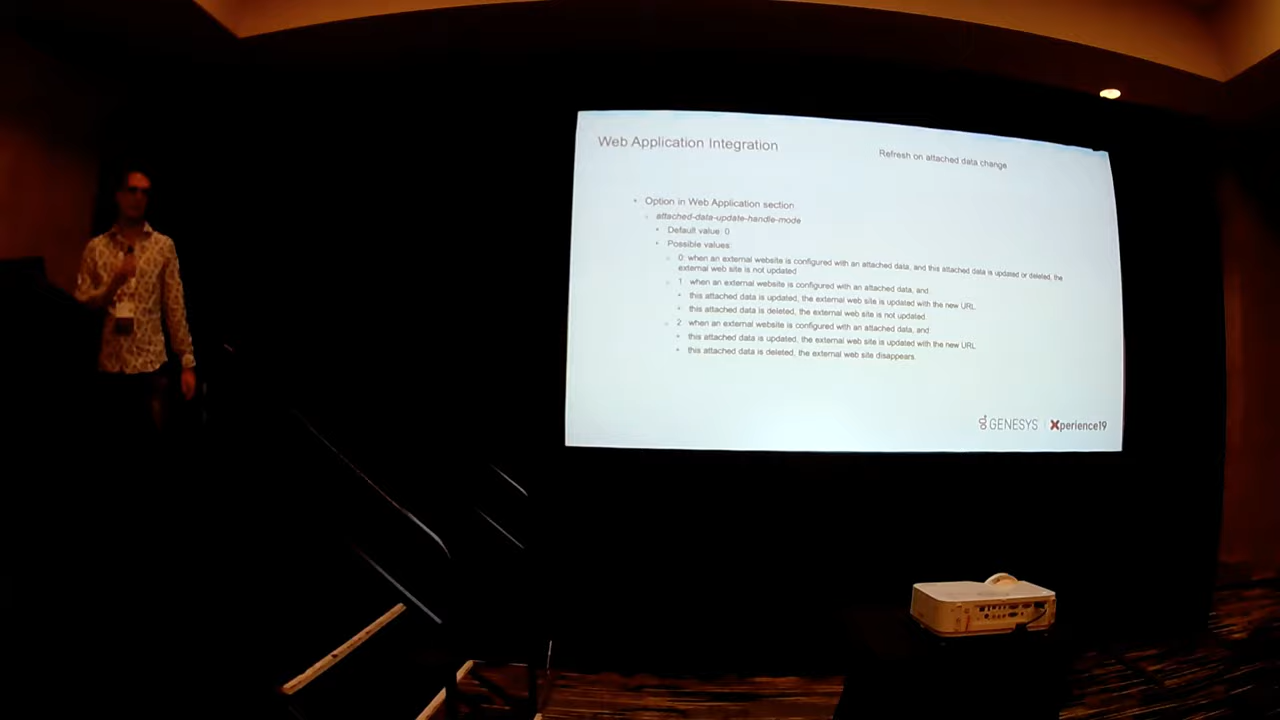 Web Application Integration
Refresh on attached data change
Option in Web Application section:
attached-data-update-handle-mode
Default value: 0
Possible values:
0: when an external website is configured with an attached data, and this attached data is updated or deleted, the
external web site is not updated
1: when an external website is configured with an attached data, and:
this attached data is updated, the external web site is updated with the new URL
this attached data is deleted, the external web site is not updated.
2: when an external website is configured with an attached data, and:
this attached data is updated, the external web site is updated with the new URL
this attached data is deleted, the external web site disappears.
GENESYS | Xperience19